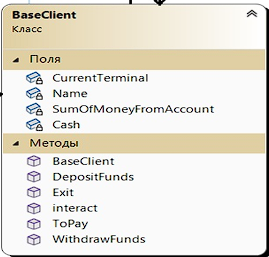 BaseClient
Класс
Поля
CurrentTerminal
Name
SumOfMoneyFromAccount
Cash
Методы
BaseClient
DepositFunds
Exit
interact
ToPay
WithdrawFunds